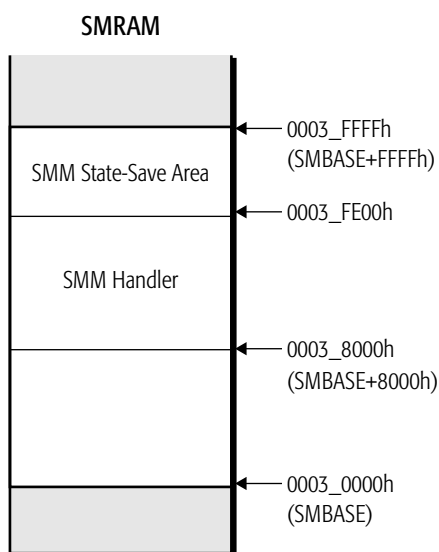 SMRAM
0003_FFFFh
(SMBASE+FFFFh)
SMM State-Save Area
0003_FE00h
SMM Handler
0003_8000h
(SMBASE+8000h)
0003_0000h
(SMBASE)